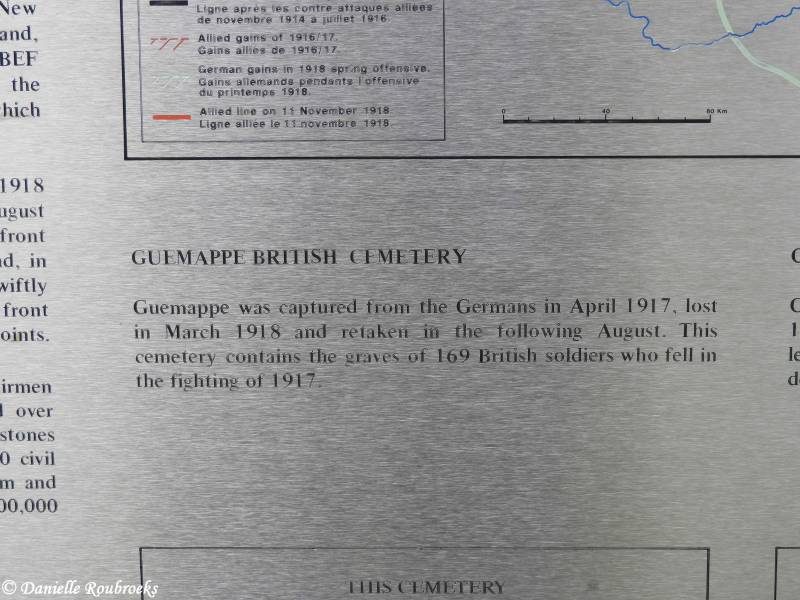 New
and,
BEF
the
which
Ligne après les contre attaques alliées
de novembre 1914 à juillet 1916.
Allied gains of 1916/17.
Gains alliés de 1916/17.
German gains in 1918 spring offensive.
Gains allemands pendants l'offensive
du printemps 1918.
Allied line on 11 November 1918.
Ligne alliée le 11 novembre 1918.
0 40 80 Km
1918
ugust
front
d, in
wiftly
front
oints.
irmen
over
stones
0 civil
m and
00,000
GUEMAPPE BRITISH CEMETERY
Guemappe was captured from the Germans in April 1917, lost
in March 1918 and retaken in the following August. This
cemetery contains the graves of 169 British soldiers who fell in
the fighting of 1917.
THIS CEMETERY
© Danielle Roubroeks